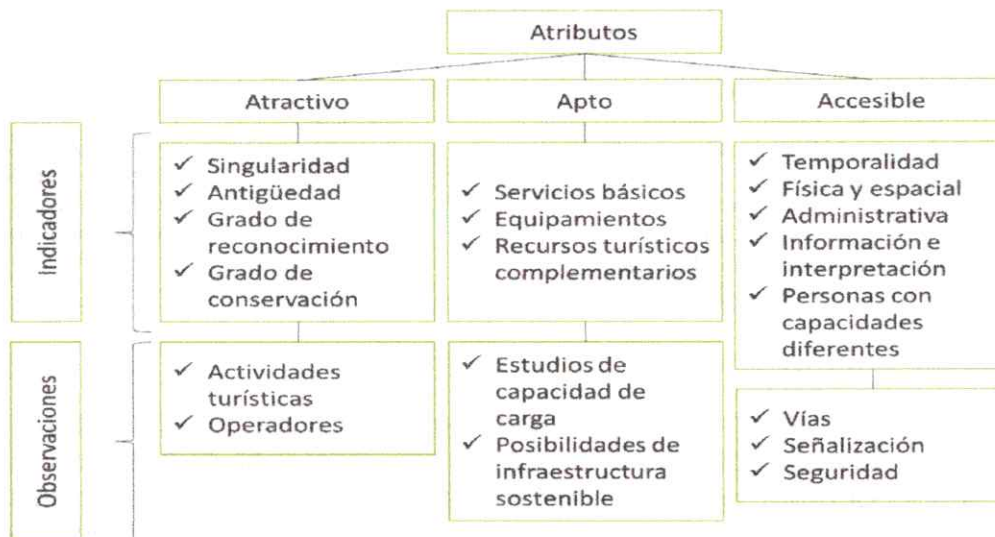 Atributos
Atractivo
Apto
Accesible
Indicadores
✓ Singularidad
✓ Antigüedad
✓ Grado de
reconocimiento
✓ Grado de
conservación
✓ Servicios básicos
✓ Equipamientos
✓ Recursos turísticos
complementarios
✓ Temporalidad
✓ Física y espacial
✓ Administrativa
✓ Información e
interpretación
✓ Personas con
capacidades
diferentes
Observaciones
✓ Actividades
turísticas
✓ Operadores
✓ Estudios de
capacidad de
carga
✓ Posibilidades de
infraestructura
sostenible
✓ Vías
✓ Señalización
✓ Seguridad